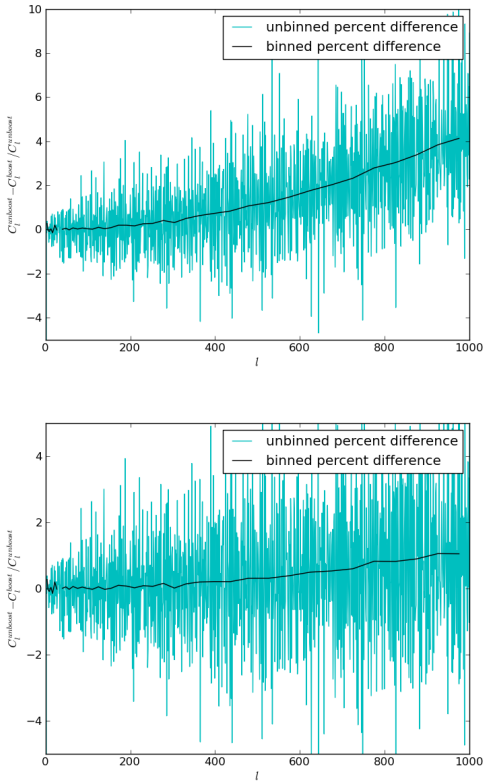 10
8
6
4
2
0
−2
−4
C_l^{unboost} − C_l^{boost} / C_l^{unboost}
unbinned percent difference
binned percent difference
0 200 400 600 800 1000
l
4
2
0
−2
−4
C_l^{unboost} − C_l^{boost} / C_l^{unboost}
unbinned percent difference
binned percent difference
0 200 400 600 800 1000
l